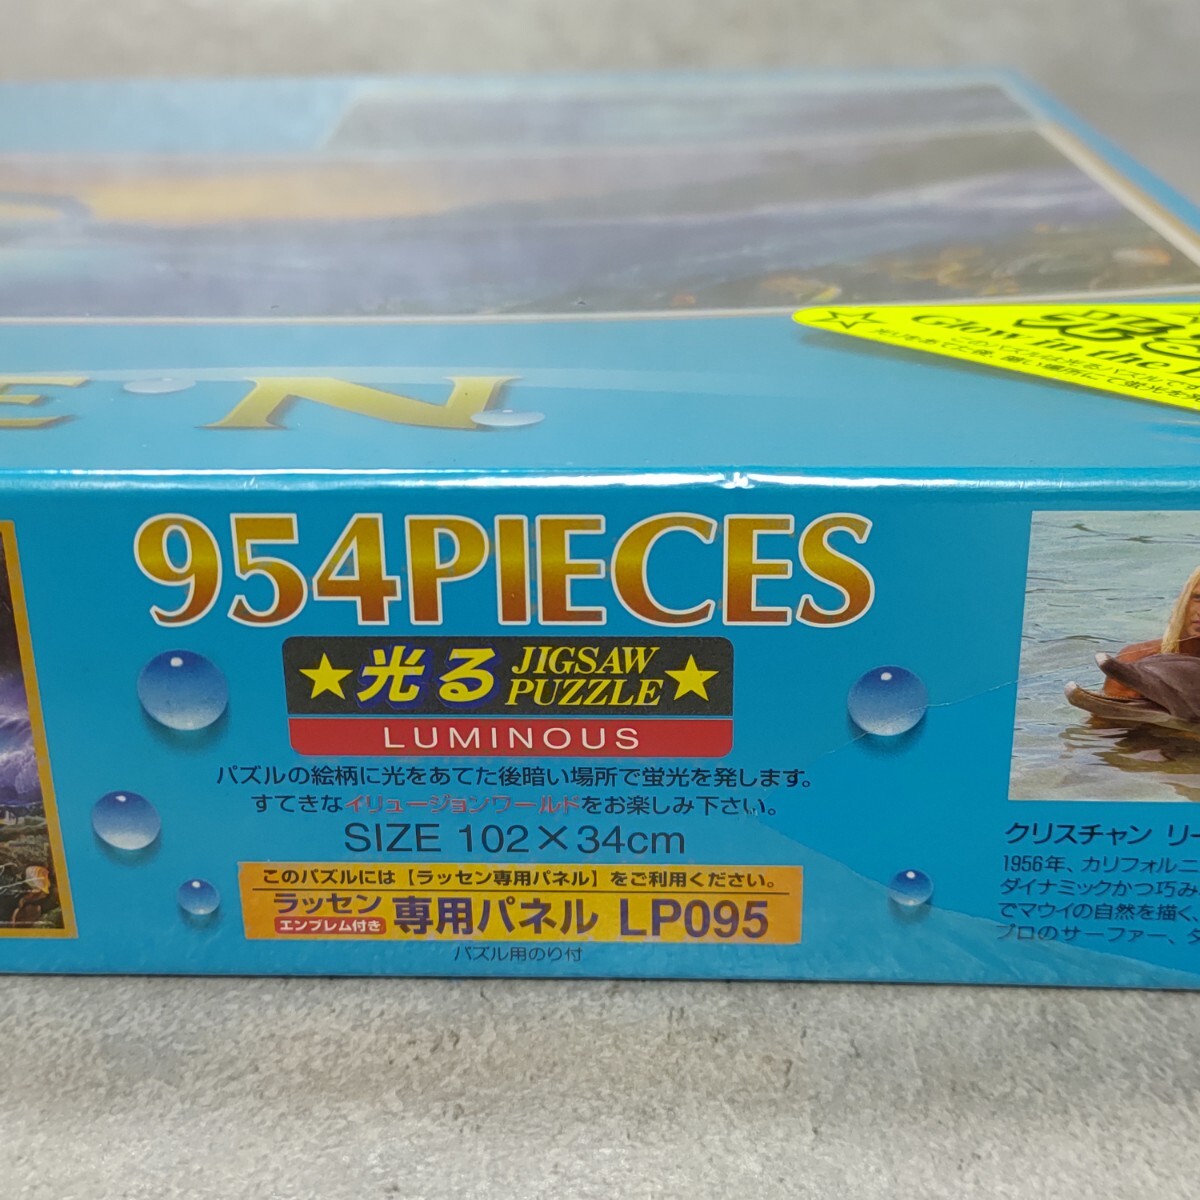 EN
Glow in the
954PIECES
★光る JIGSAW PUZZLE★
LUMINOUS
パズルの絵柄に光をあてた後暗い場所で蛍光を発します。
すてきなイリュージョンワールドをお楽しみ下さい。
SIZE 102×34cm
このパズルには【ラッセン専用パネル】をご利用ください。
ラッセン エンブレム付き 専用パネル LP095
パズル用のり付
クリスチャン リー
1956年、カリフォルニ
ダイナミックかつ巧み
でマウイの自然を描く
プロのサーファー、